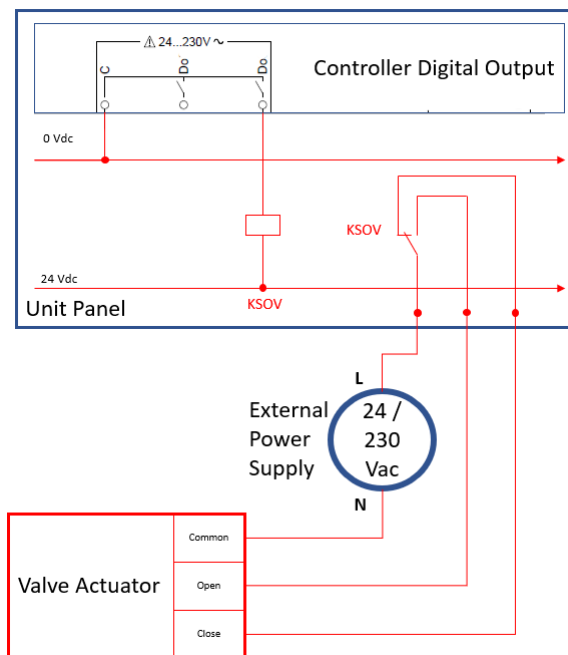 ⚠ 24...230V ~
C
Do
Do
Controller Digital Output
0 Vdc
KSOV
24 Vdc
KSOV
Unit Panel
L
External
Power
Supply
24 /
230
Vac
N
Valve Actuator
Common
Open
Close